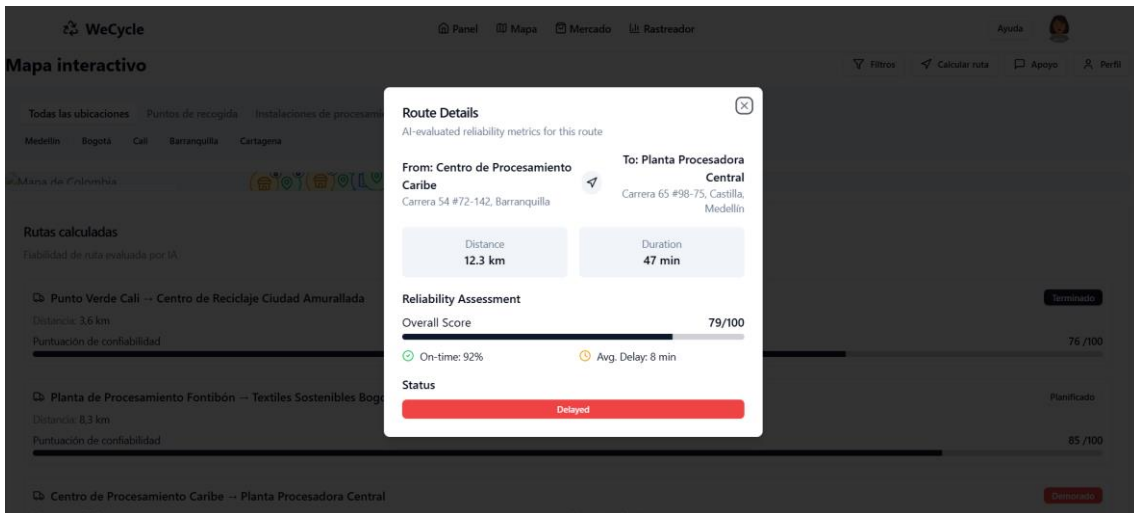 WeCycle
Panel
Mapa
Mercado
Rastreador
Ayuda
Mapa interactivo
Filtros
Calcular ruta
Apoyo
Perfil
Todas las ubicaciones
Puntos de recogida
Instalaciones de procesami
Medellín
Bogotá
Cali
Barranquilla
Cartagena
Mapa de Colombia
Rutas calculadas
Fiabilidad de ruta evaluada por IA
Punto Verde Cali → Centro de Reciclaje Ciudad Amurallada
Terminado
Distancia: 3,6 km
Puntuación de confiabilidad
76 /100
Planta de Procesamiento Fontibón → Textiles Sostenibles Bog
Planificado
Distancia: 8,3 km
Puntuación de confiabilidad
85 /100
Centro de Procesamiento Caribe → Planta Procesadora Central
Demorado
Route Details
AI-evaluated reliability metrics for this route
From: Centro de Procesamiento
Caribe
Carrera 54 #72-142, Barranquilla
To: Planta Procesadora
Central
Carrera 65 #98-75, Castilla,
Medellín
Distance
12.3 km
Duration
47 min
Reliability Assessment
Overall Score
79/100
On-time: 92%
Avg. Delay: 8 min
Status
Delayed